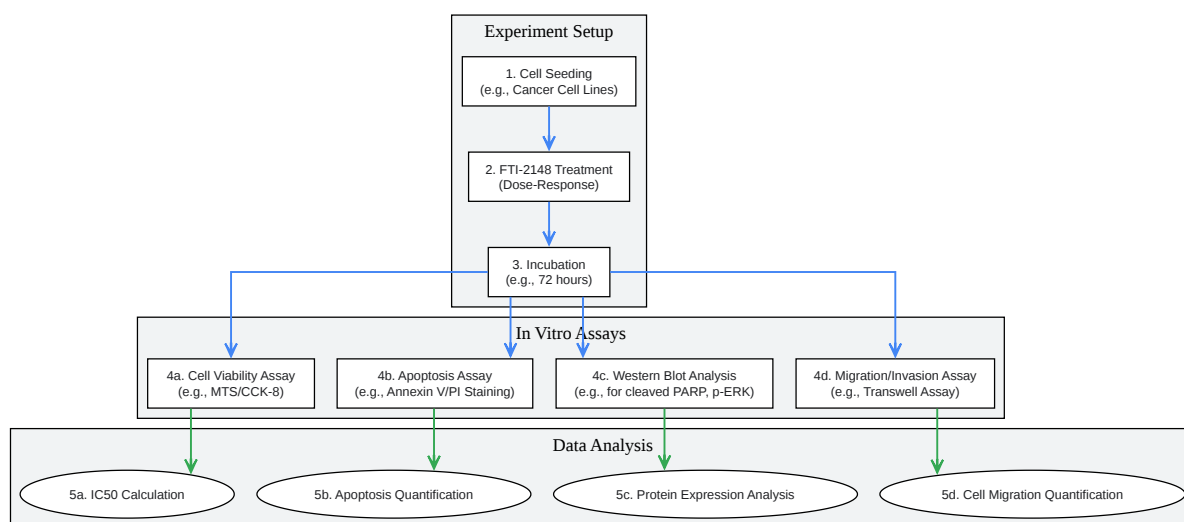 Experiment Setup
1. Cell Seeding
(e.g., Cancer Cell Lines)
2. FTI-2148 Treatment
(Dose-Response)
3. Incubation
(e.g., 72 hours)
In Vitro Assays
4a. Cell Viability Assay
(e.g., MTS/CCK-8)
4b. Apoptosis Assay
(e.g., Annexin V/PI Staining)
4c. Western Blot Analysis
(e.g., for cleaved PARP, p-ERK)
4d. Migration/Invasion Assay
(e.g., Transwell Assay)
Data Analysis
5a. IC50 Calculation
5b. Apoptosis Quantification
5c. Protein Expression Analysis
5d. Cell Migration Quantification